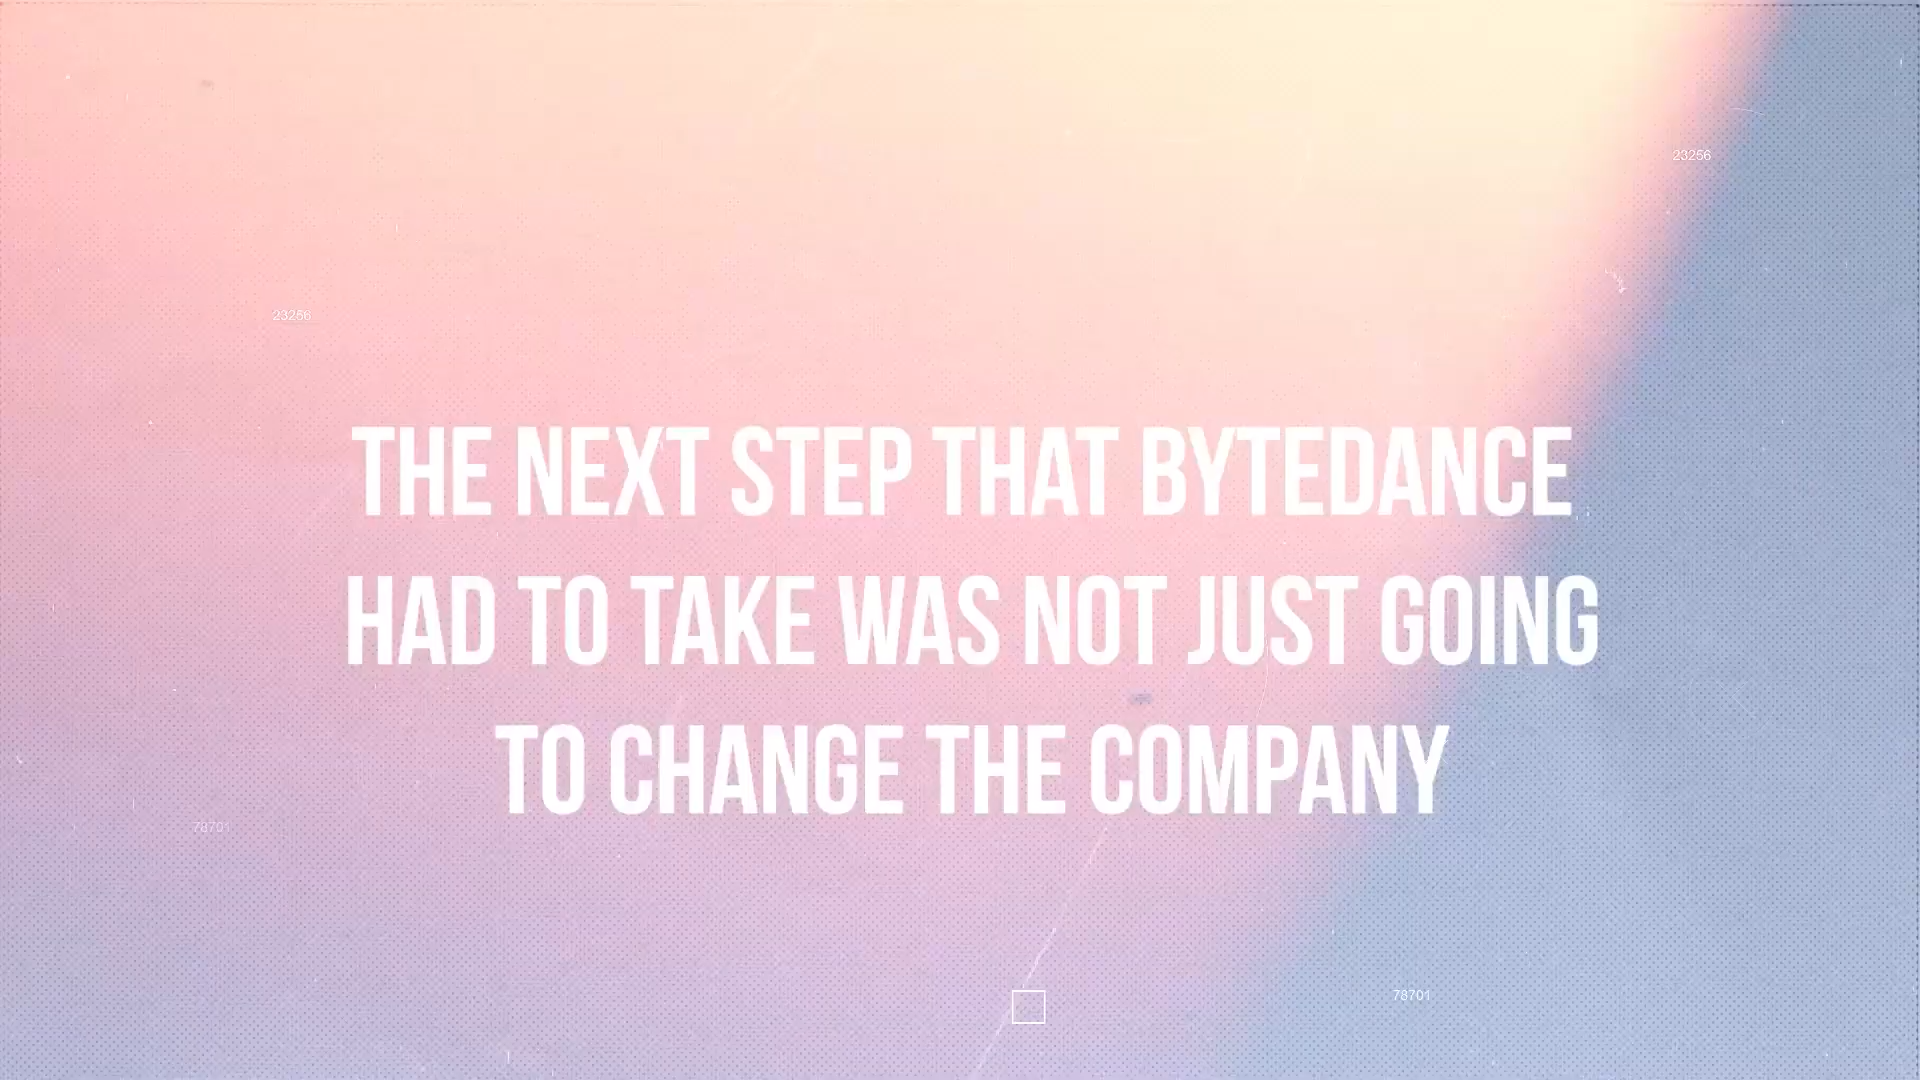 23256
23256
THE NEXT STEP THAT BYTEDANCE
HAD TO TAKE WAS NOT JUST GOING
TO CHANGE THE COMPANY
78701
78701